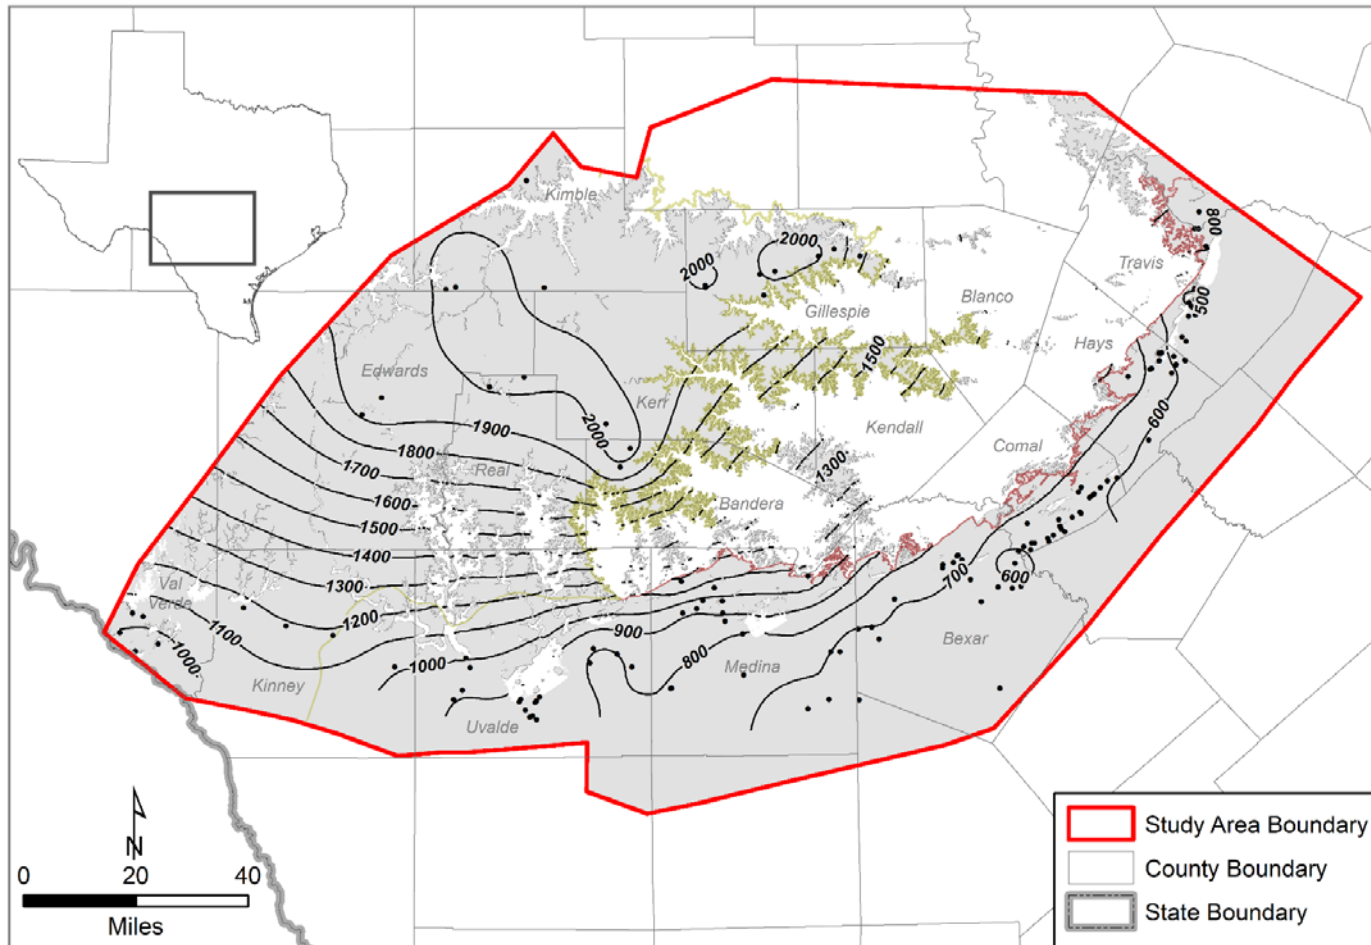 Kimble
2000
2000
800
Travis
Gillespie
Blanco
500
Hays
Edwards
1500
Kerr
2000
600
1900
Kendall
1800
Comal
1700
Real
1300
1600
Bandera
1500
1400
1300
600
700
Val
Verde
1200
1100
900
Bexar
1000
1000
800
Medina
Kinney
Uvalde
N
0 20 40
Miles
Study Area Boundary
County Boundary
State Boundary